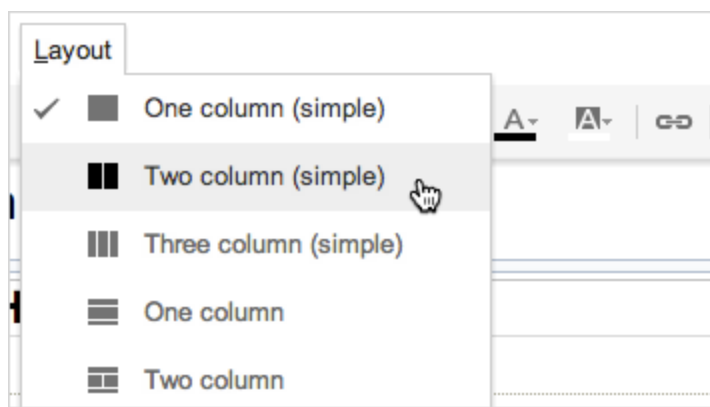 Layout
One column (simple)
A
A
Two column (simple)
Three column (simple)
One column
Two column